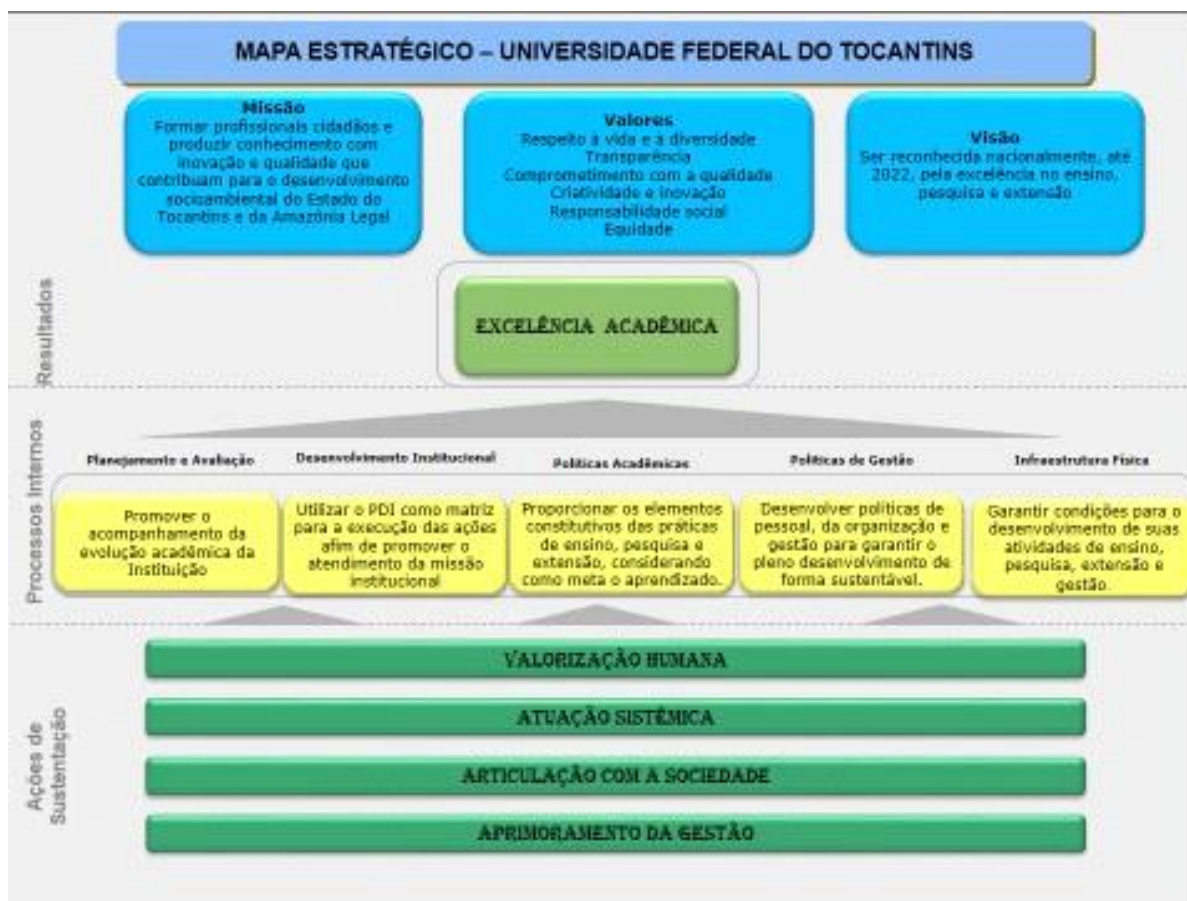 MAPA ESTRATÉGICO – UNIVERSIDADE FEDERAL DO TOCANTINS
Missão
Formar profissionais cidadãos e
produzir conhecimento com
inovação e qualidade que
contribuam para o desenvolvimento
socioambiental do Estado do
Tocantins e da Amazônia Legal
Valores
Respeito à vida e à diversidade
Transparência
Comprometimento com a qualidade
Criatividade e inovação
Responsabilidade social
Equidade
Visão
Ser reconhecida nacionalmente, até
2022, pela excelência no ensino,
pesquisa e extensão
Resultados
EXCELÊNCIA ACADÊMICA
Processos Internos
Planejamento e Avaliação
Promover o
acompanhamento da
evolução acadêmica da
Instituição
Desenvolvimento Institucional
Utilizar o PDI como matriz
para a execução das ações
afim de promover o
atendimento da missão
institucional
Políticas Acadêmicas
Proporcionar os elementos
constitutivos das práticas
de ensino, pesquisa e
extensão, considerando
como meta o aprendizado.
Políticas de Gestão
Desenvolver políticas de
pessoal, da organização e
gestão para garantir o
pleno desenvolvimento de
forma sustentável.
Infraestrutura Física
Garantir condições para o
desenvolvimento de suas
atividades de ensino,
pesquisa, extensão e
gestão.
Ações de
Sustentação
VALORIZAÇÃO HUMANA
ATUAÇÃO SISTÊMICA
ARTICULAÇÃO COM A SOCIEDADE
APRIMORAMENTO DA GESTÃO